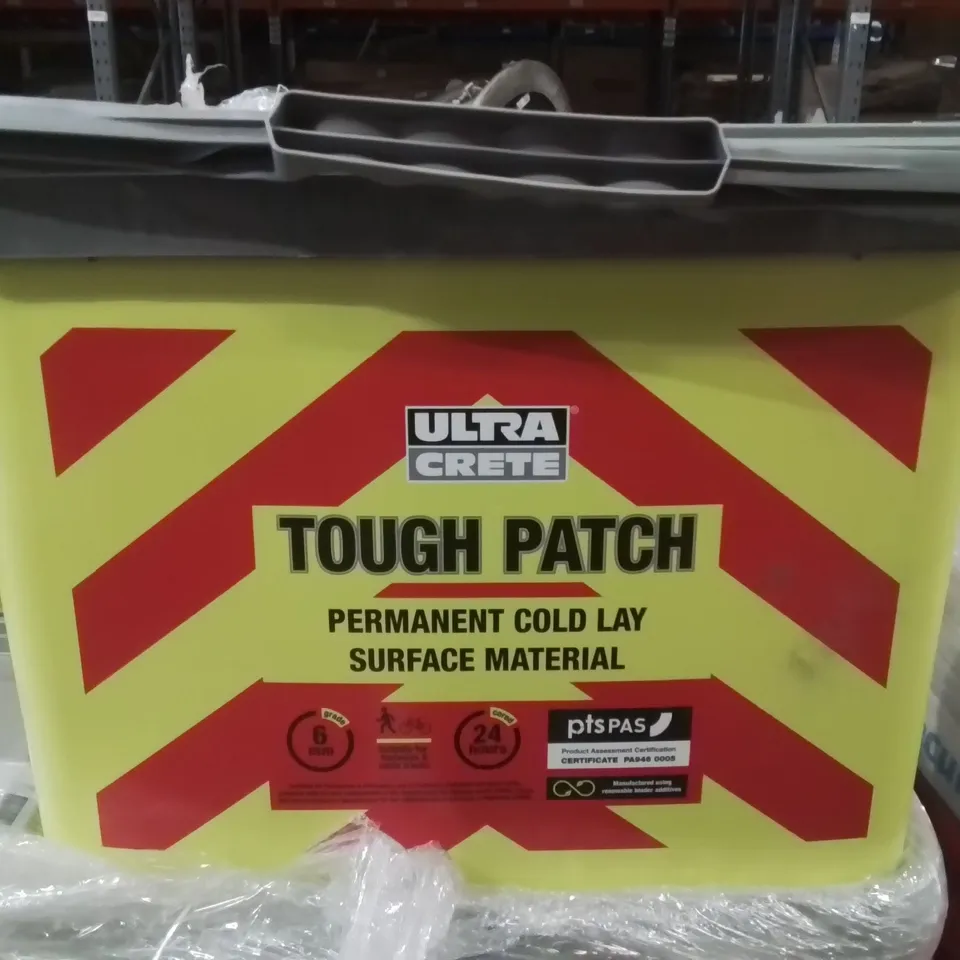 ULTRA
CRETE
TOUGH PATCH
PERMANENT COLD LAY
SURFACE MATERIAL
grade
6
mm
cored
24
hours
ptsPAS
Product Assessment Certification
CERTIFICATE PA946 0005
Manufactured using
renewable binder additives